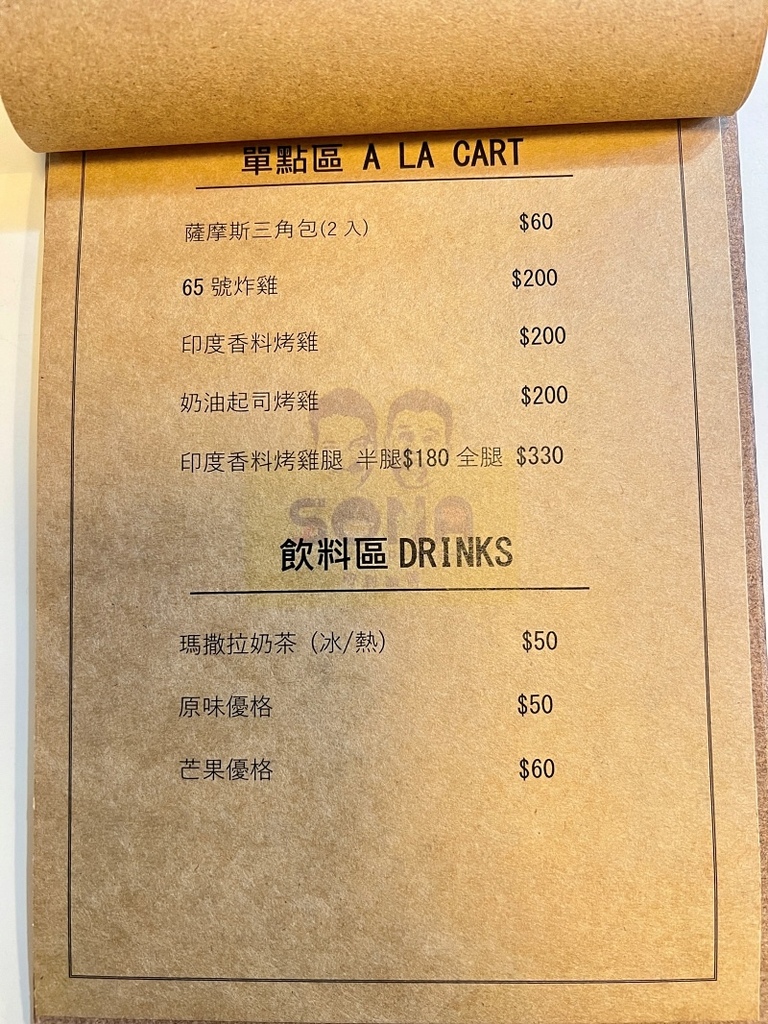 單點區 A LA CART
薩摩斯三角包(2 入) $60
65 號炸雞 $200
印度香料烤雞 $200
奶油起司烤雞 $200
印度香料烤雞腿 半腿$180 全腿 $330
SONA
飲料區 DRINKS
瑪撒拉奶茶 (冰/熱) $50
原味優格 $50
芒果優格 $60